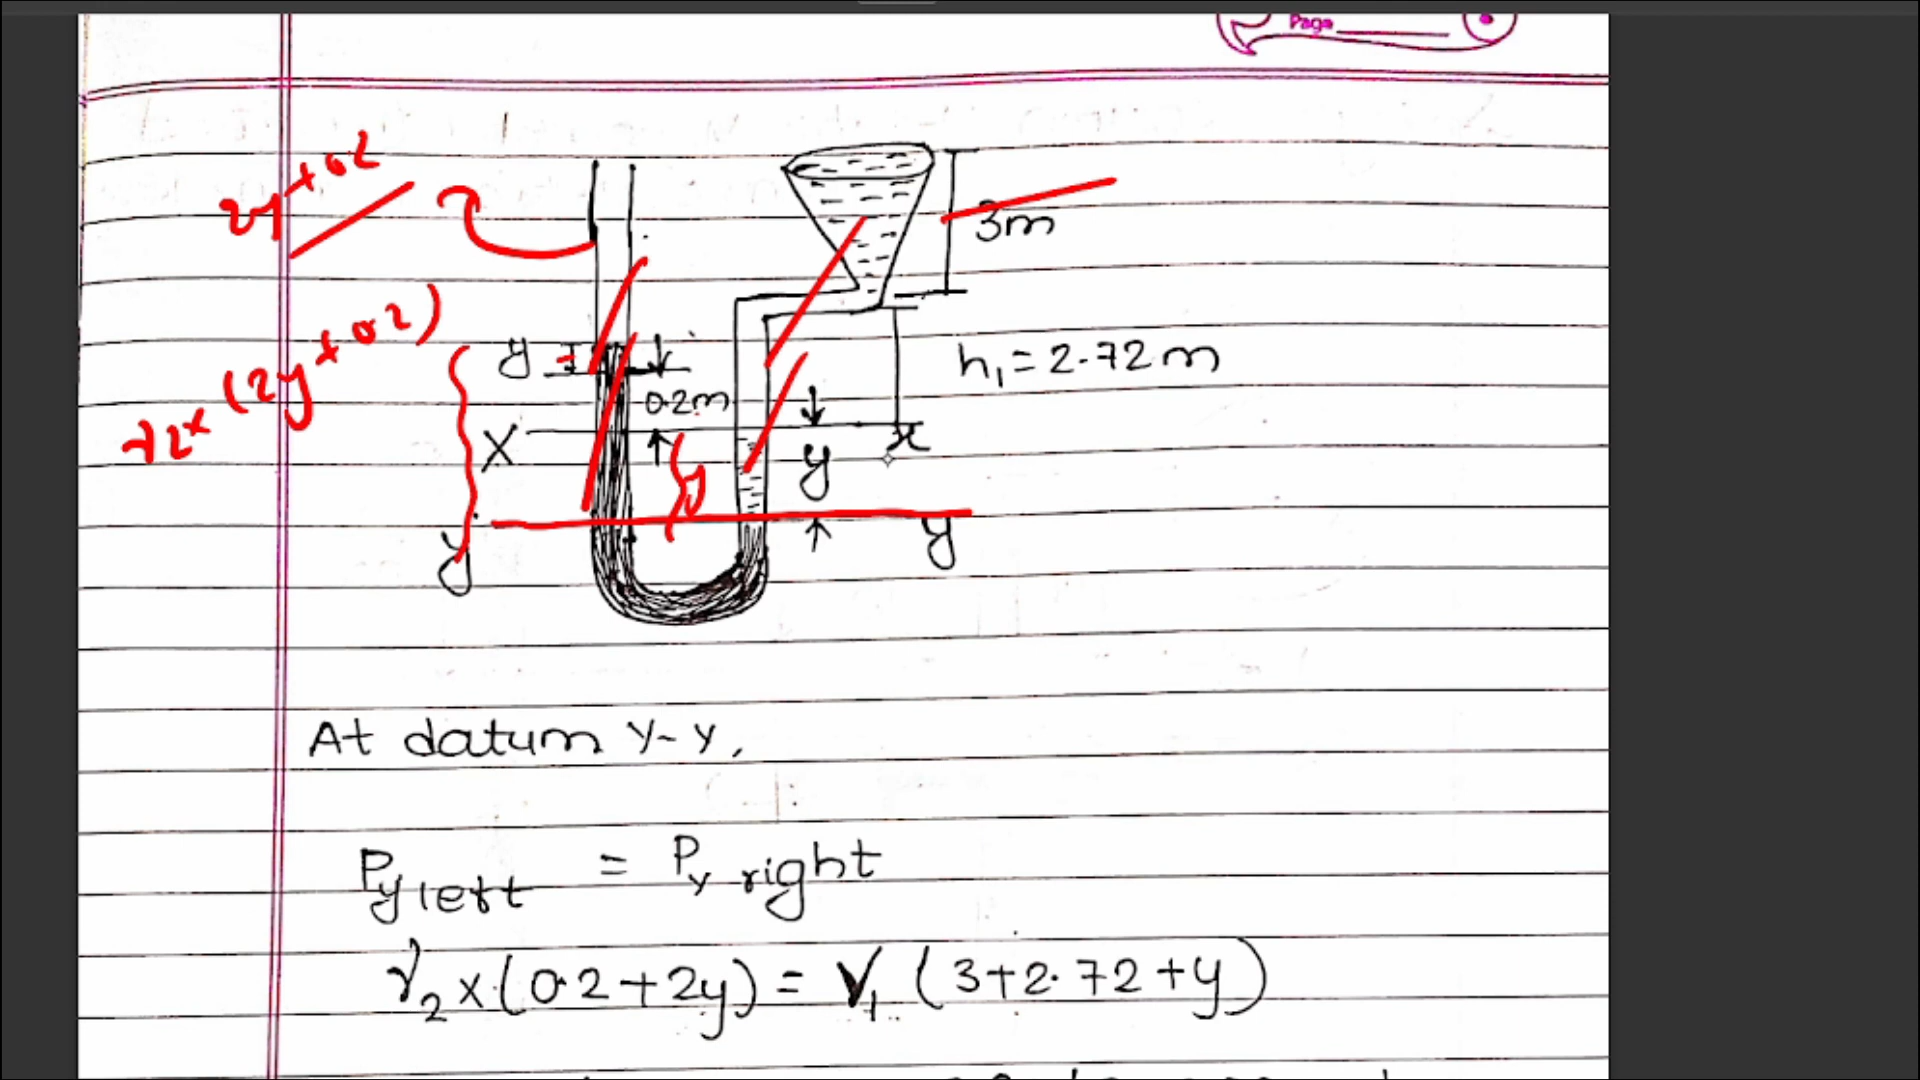 Page
2y+0.2
3m
γ2×(2y+0.2)
y
0.2m
h₁=2.72m
X
y
x
y
y
y
At datum Y-Y,
Py left = Py right
γ₂×(0.2+2y) = γ₁ (3+2.72+y)